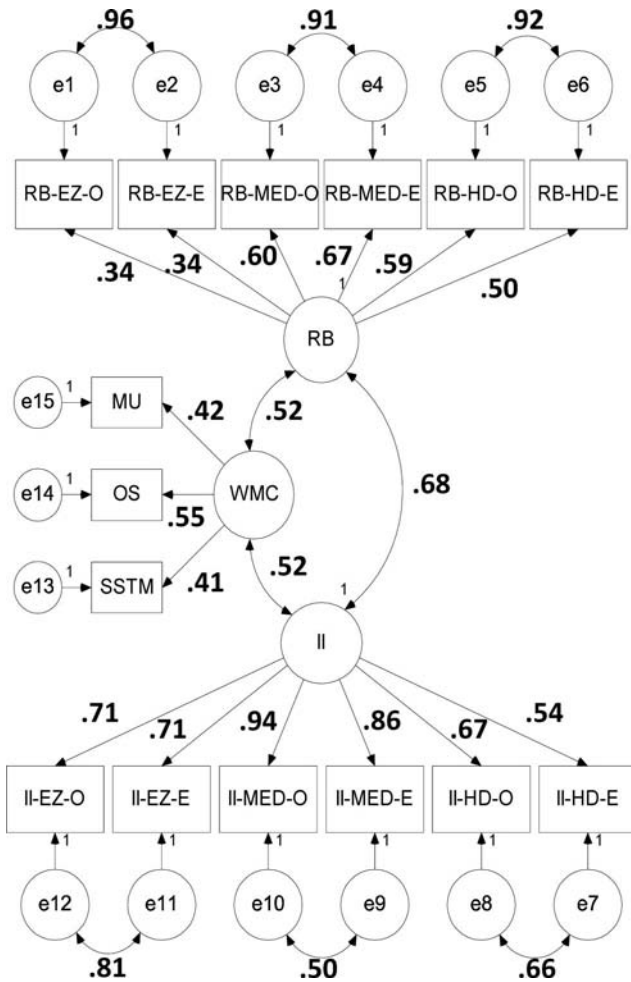 .96 .91 .92
e1 e2 e3 e4 e5 e6
1 1 1 1 1 1
RB-EZ-O RB-EZ-E RB-MED-O RB-MED-E RB-HD-O RB-HD-E
.34 .34 .60 .67 .59 .50
1
RB
e15 1 MU .42 .52
e14 1 OS .55 WMC .68
e13 1 SSTM .41 .52
1
II
.71 .71 .94 .86 .67 .54
II-EZ-O II-EZ-E II-MED-O II-MED-E II-HD-O II-HD-E
1 1 1 1 1 1
e12 e11 e10 e9 e8 e7
.81 .50 .66